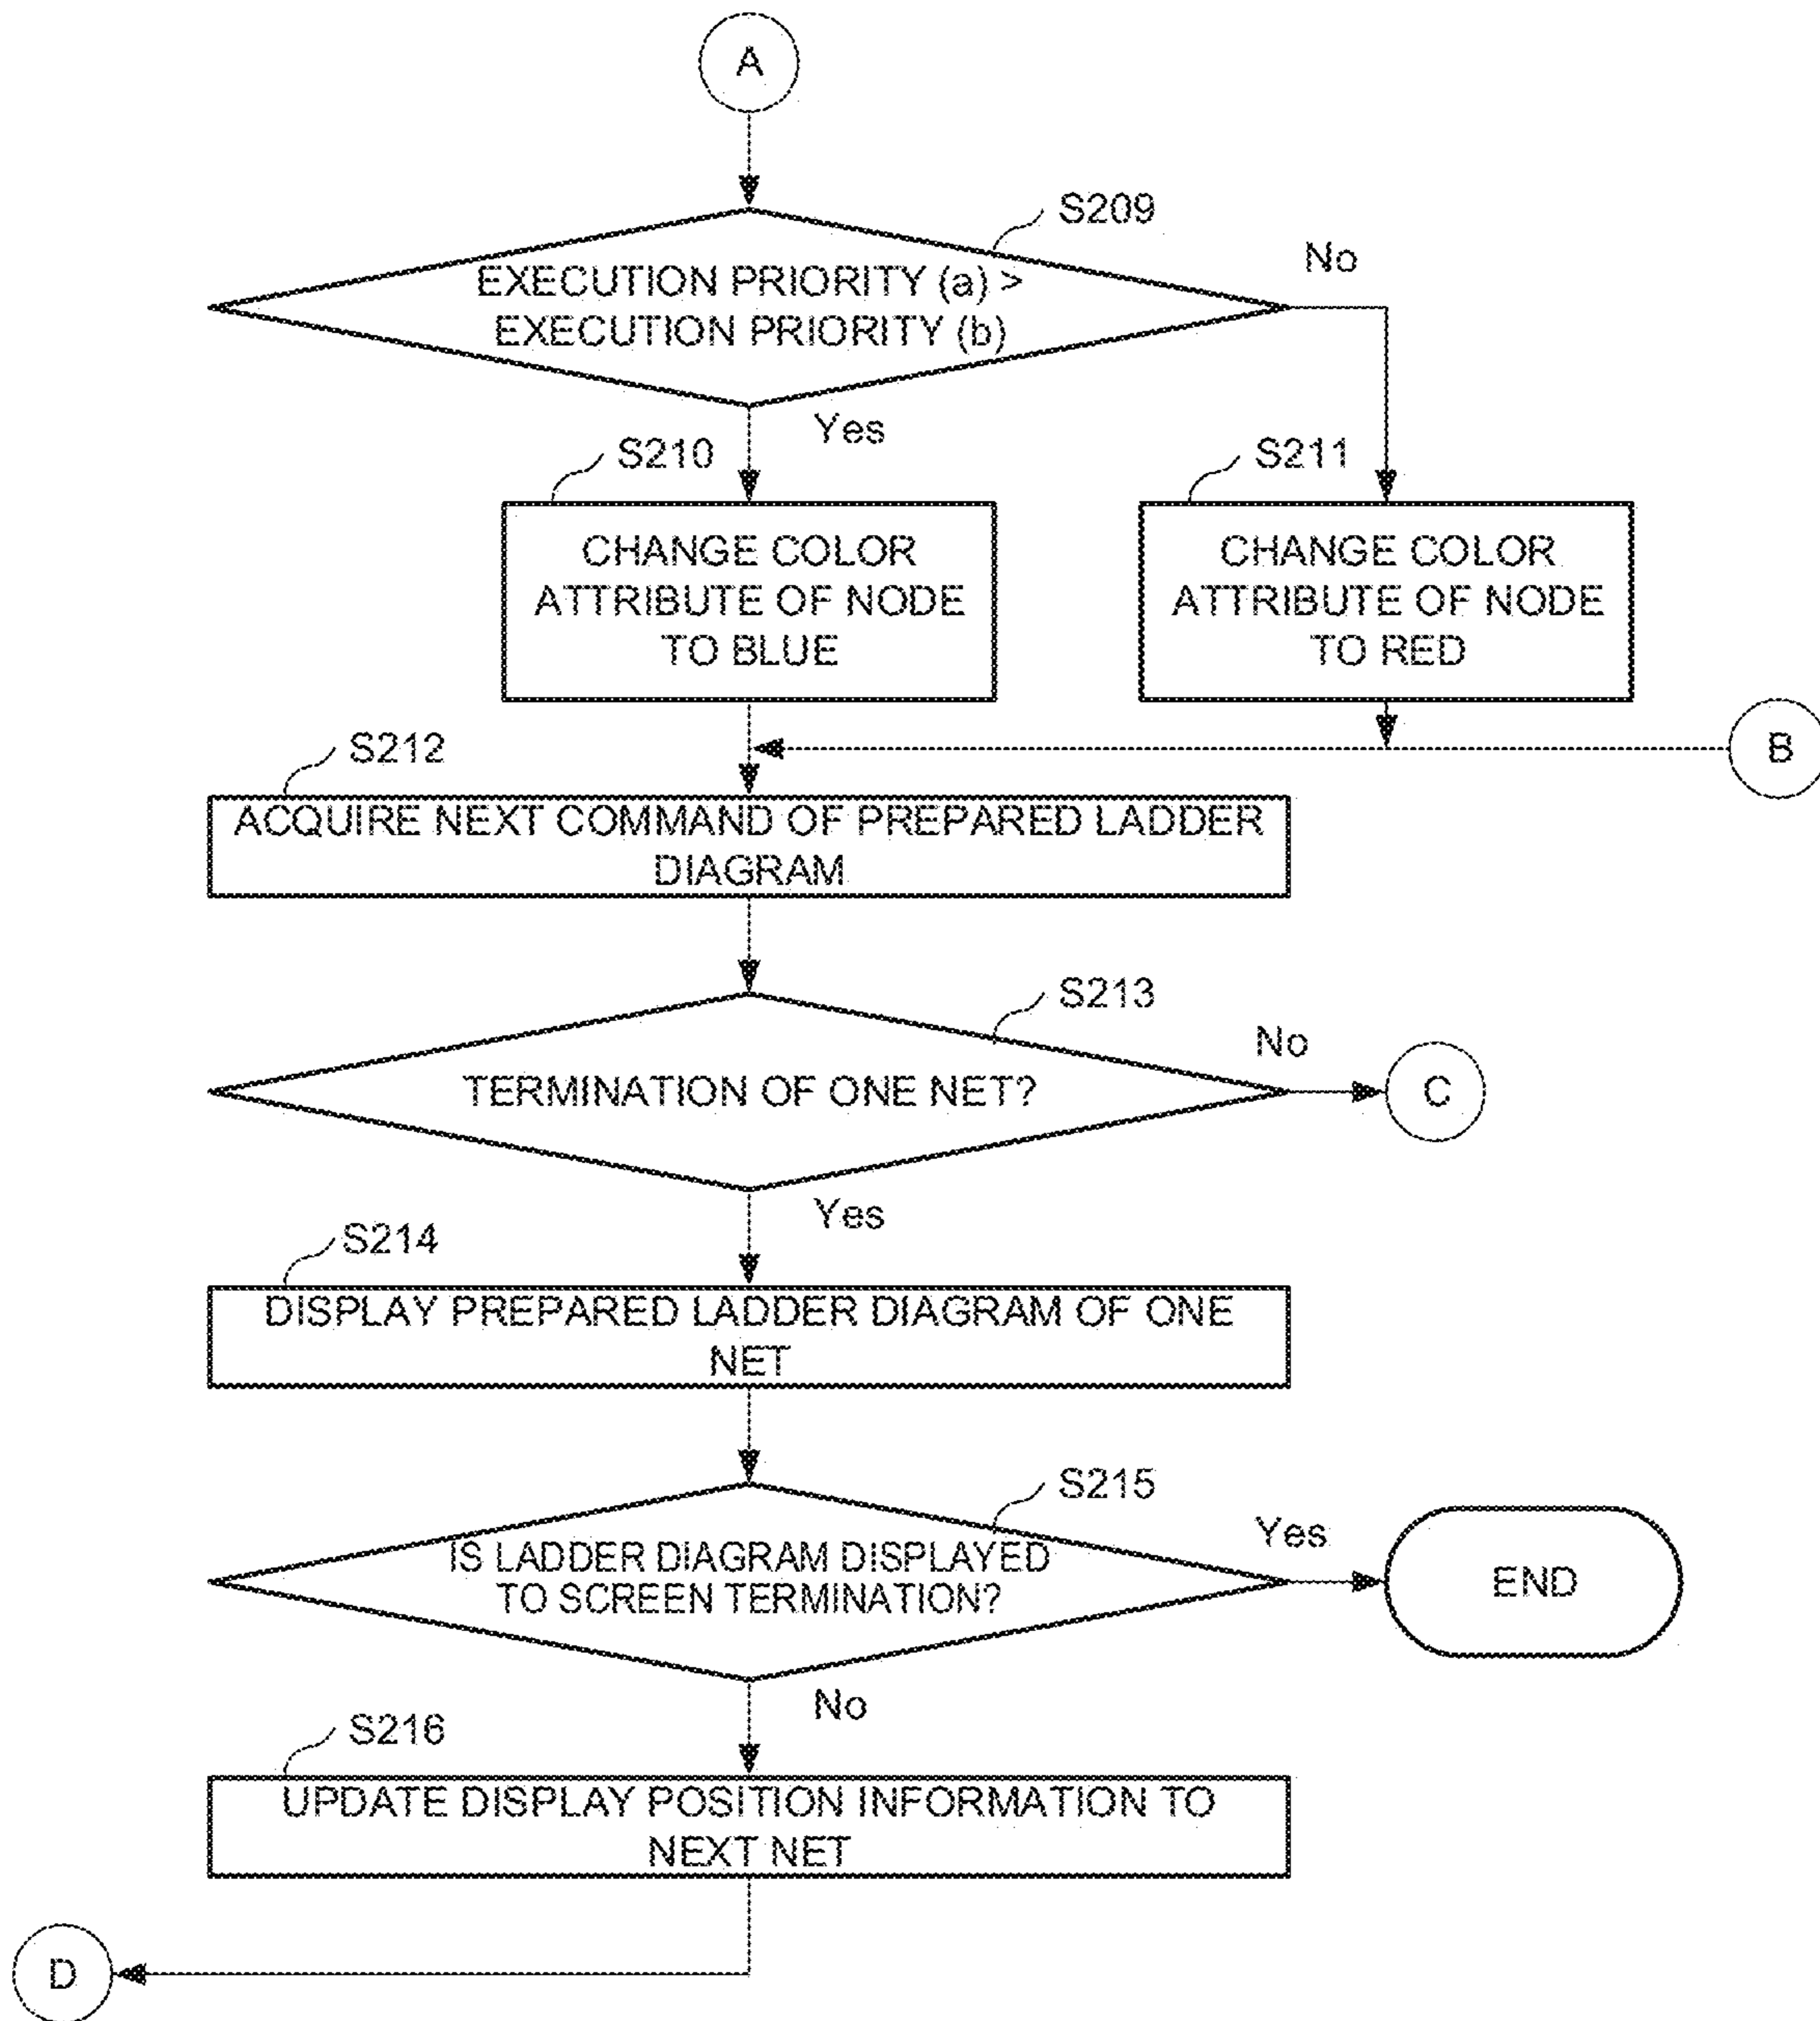 A
S209
No
EXECUTION PRIORITY (a) >
EXECUTION PRIORITY (b)
Yes
S210
S211
CHANGE COLOR
ATTRIBUTE OF NODE
TO BLUE
CHANGE COLOR
ATTRIBUTE OF NODE
TO RED
B
S212
ACQUIRE NEXT COMMAND OF PREPARED LADDER
DIAGRAM
S213
No
TERMINATION OF ONE NET?
C
Yes
S214
DISPLAY PREPARED LADDER DIAGRAM OF ONE
NET
S215
Yes
IS LADDER DIAGRAM DISPLAYED
TO SCREEN TERMINATION?
END
No
S216
UPDATE DISPLAY POSITION INFORMATION TO
NEXT NET
D